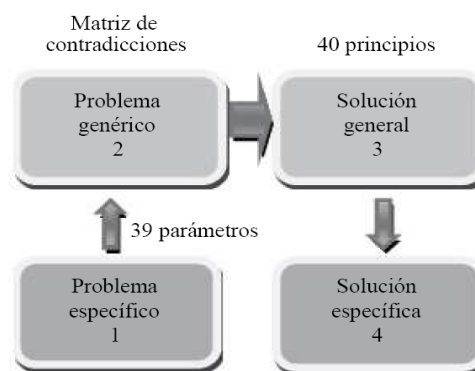 Matriz de
contradicciones
40 principios
Problema
genérico
2
Solución
general
3
39 parámetros
Problema
específico
1
Solución
específica
4